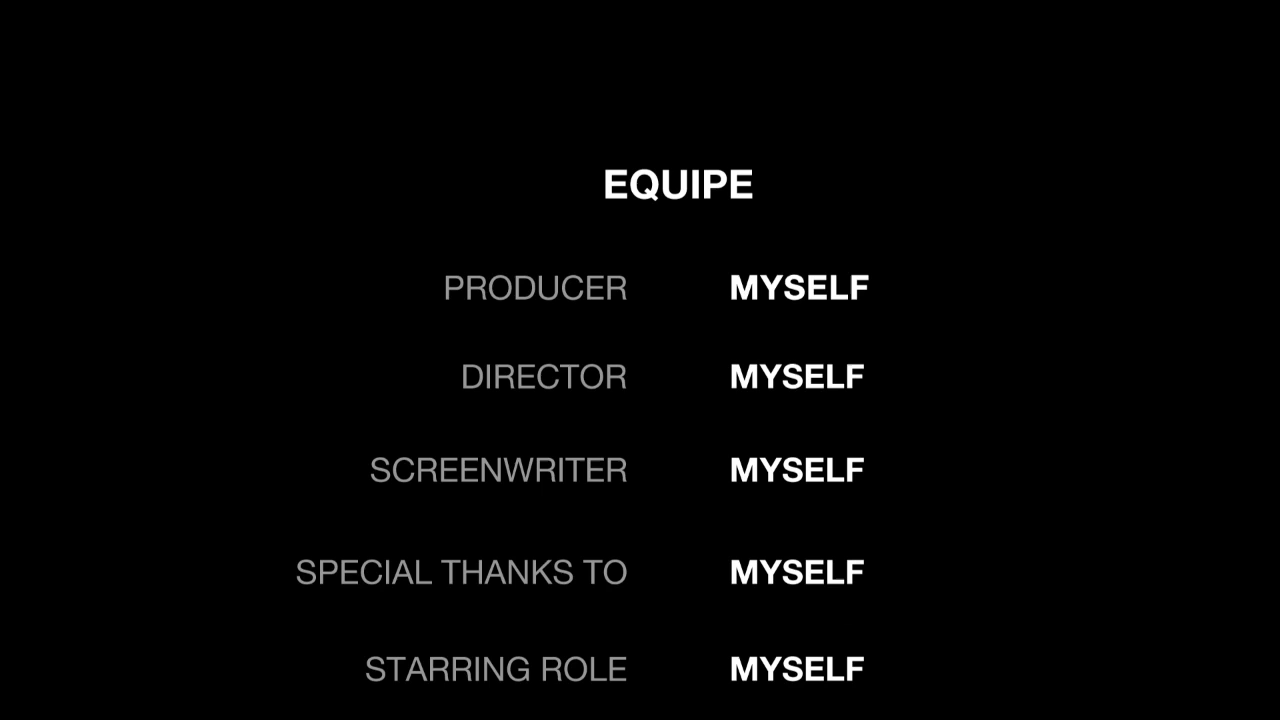 EQUIPE
PRODUCER MYSELF
DIRECTOR MYSELF
SCREENWRITER MYSELF
SPECIAL THANKS TO MYSELF
STARRING ROLE MYSELF